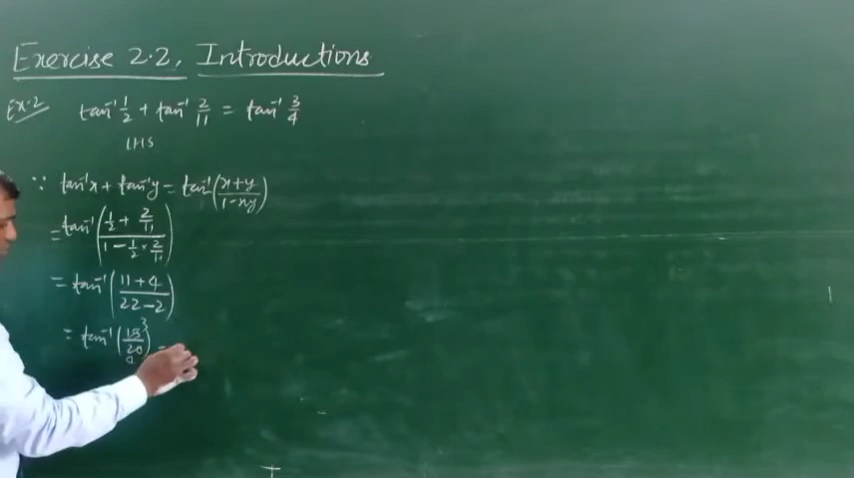 Exercise 2.2, Introductions
Ex.2 tan⁻¹ 1/2 + tan⁻¹ 2/11 = tan⁻¹ 3/4
LHS
∵ tan⁻¹x + tan⁻¹y = tan⁻¹((x+y)/(1-xy))
= tan⁻¹((1/2 + 2/11)/(1 - 1/2 × 2/11))
= tan⁻¹((11+4)/(22-2))
= tan⁻¹(15/20) 3 =